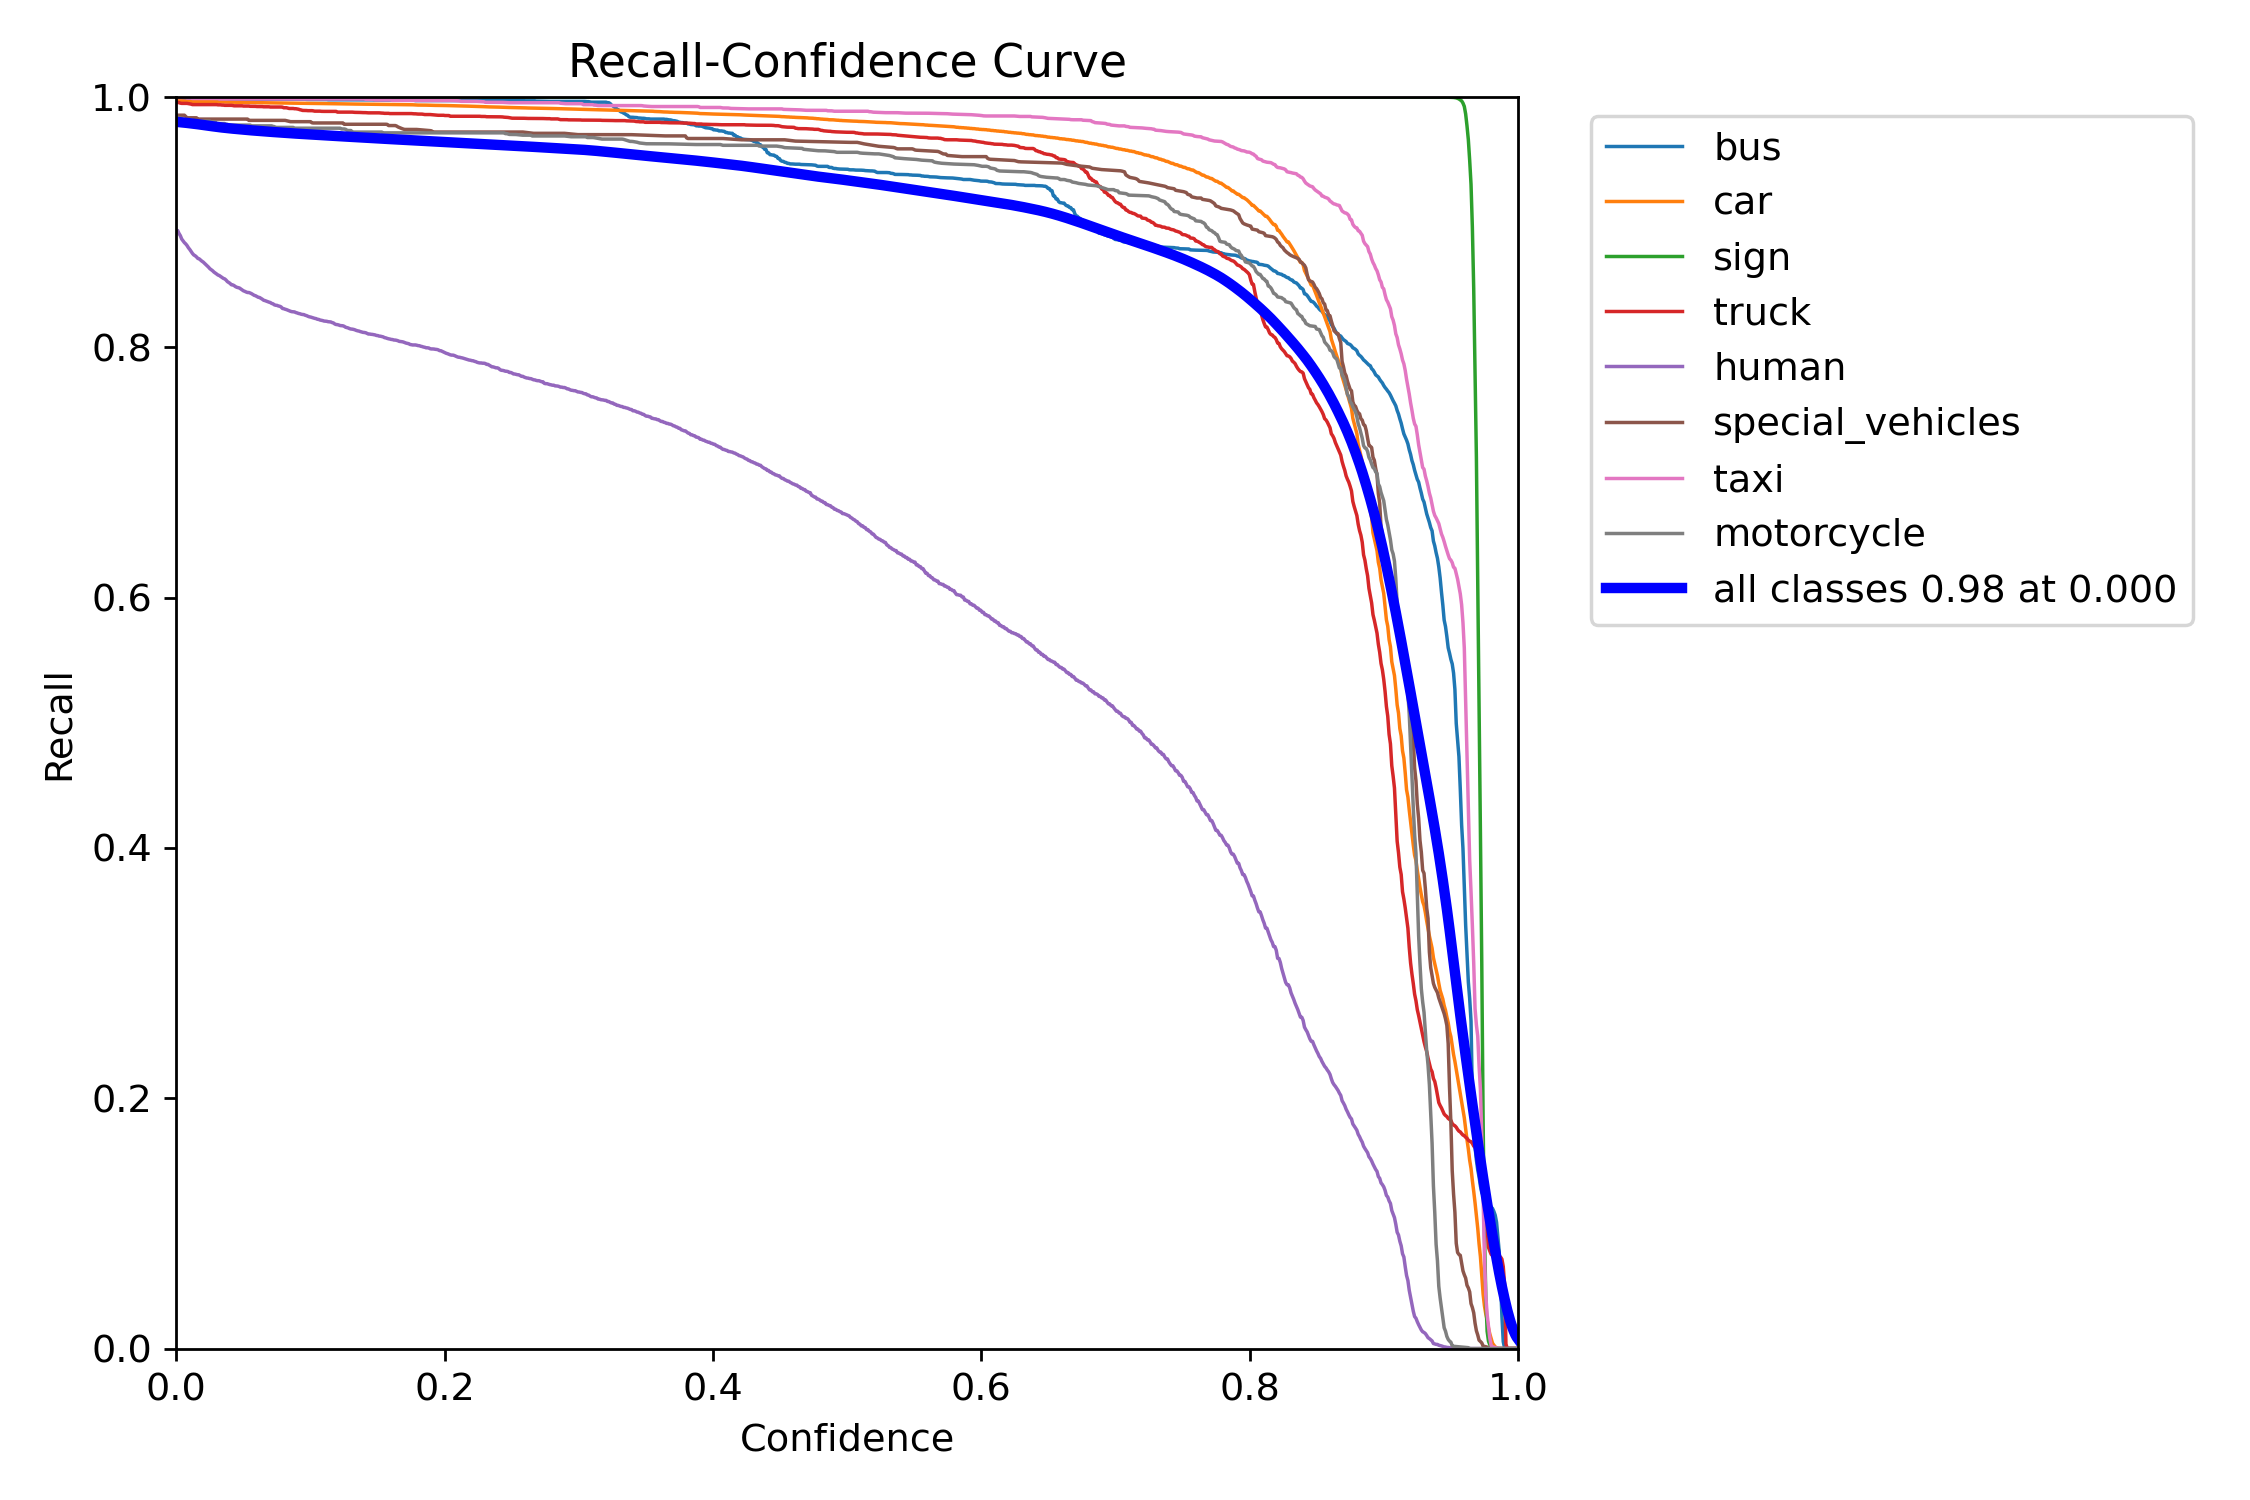 Recall-Confidence Curve
1.0
0.8
0.6
0.4
0.2
0.0
Recall
0.0 0.2 0.4 0.6 0.8 1.0
Confidence
bus
car
sign
truck
human
special_vehicles
taxi
motorcycle
all classes 0.98 at 0.000